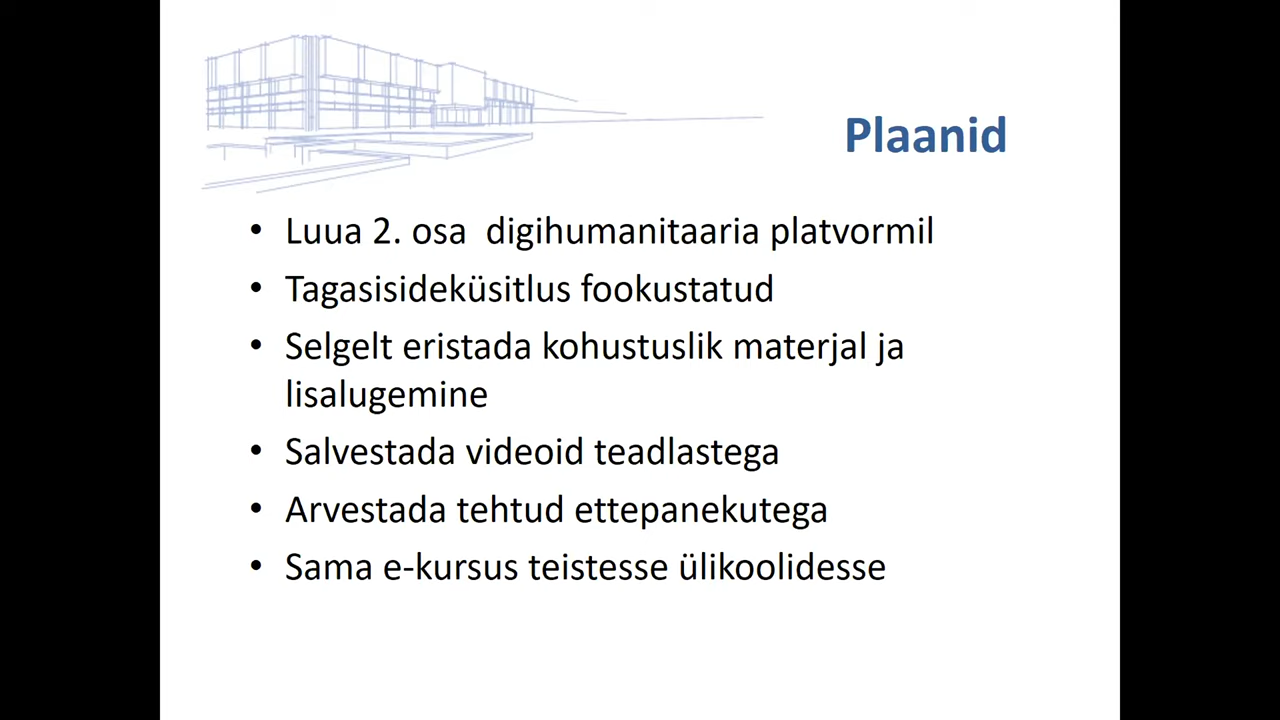 Plaanid
• Luua 2. osa  digihumanitaaria platvormil
• Tagasisideküsitlus fookustatud
• Selgelt eristada kohustuslik materjal ja
lisalugemine
• Salvestada videoid teadlastega
• Arvestada tehtud ettepanekutega
• Sama e-kursus teistesse ülikoolidesse